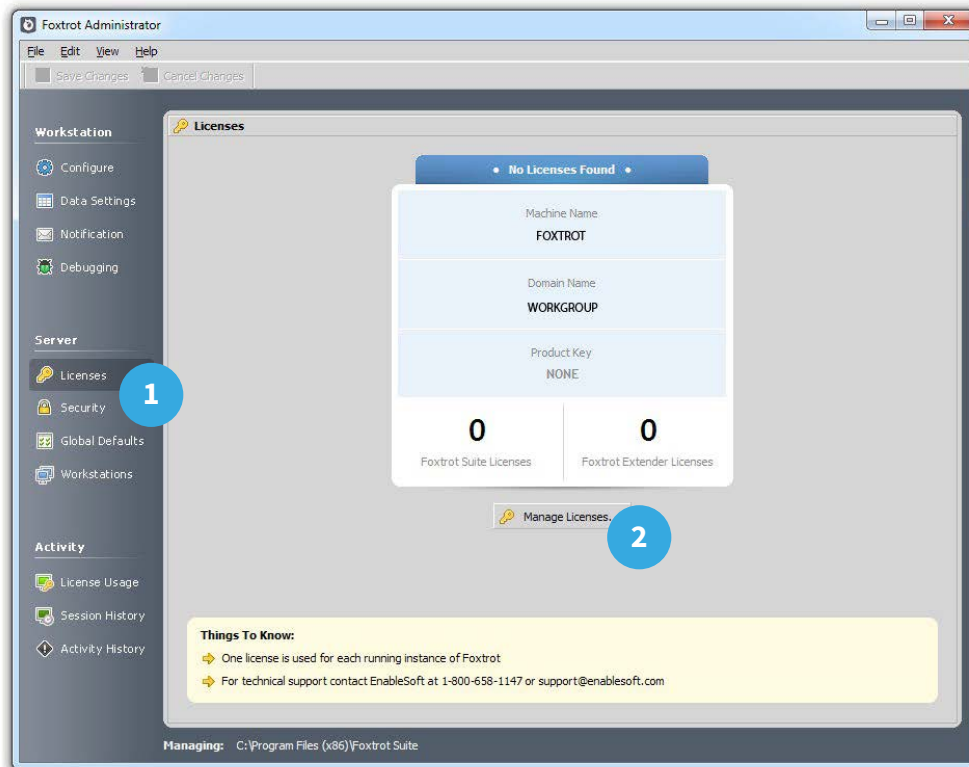 Foxtrot Administrator
File Edit View Help
Save Changes Cancel Changes
Workstation
Configure
Data Settings
Notification
Debugging
Server
Licenses
1
Security
Global Defaults
Workstations
Activity
License Usage
Session History
Activity History
Licenses
• No Licenses Found •
Machine Name
FOXTROT
Domain Name
WORKGROUP
Product Key
NONE
0 0
Foxtrot Suite Licenses Foxtrot Extender Licenses
Manage Licenses..
2
Things To Know:
One license is used for each running instance of Foxtrot
For technical support contact EnableSoft at 1-800-658-1147 or support@enablesoft.com
Managing: C:\Program Files (x86)\Foxtrot Suite